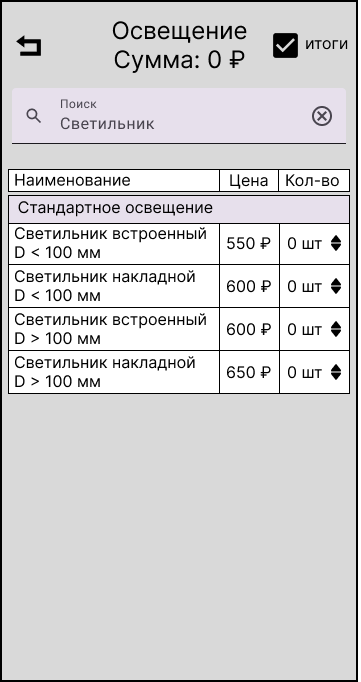 Освещение
Сумма: 0 ₽
итоги
Поиск
Светильник
Наименование Цена Кол-во
Стандартное освещение
Светильник встроенный
D < 100 мм
550 ₽ 0 шт
Светильник накладной
D < 100 мм
600 ₽ 0 шт
Светильник встроенный
D > 100 мм
600 ₽ 0 шт
Светильник накладной
D > 100 мм
650 ₽ 0 шт